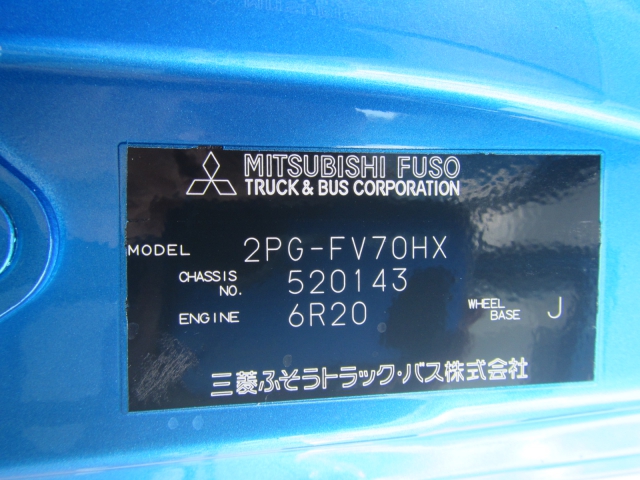 MITSUBISHI FUSO
TRUCK & BUS CORPORATION
MODEL 2PG-FV70HX
CHASSIS NO. 520143
ENGINE 6R20 WHEEL BASE J
三菱ふそうトラック・バス株式会社